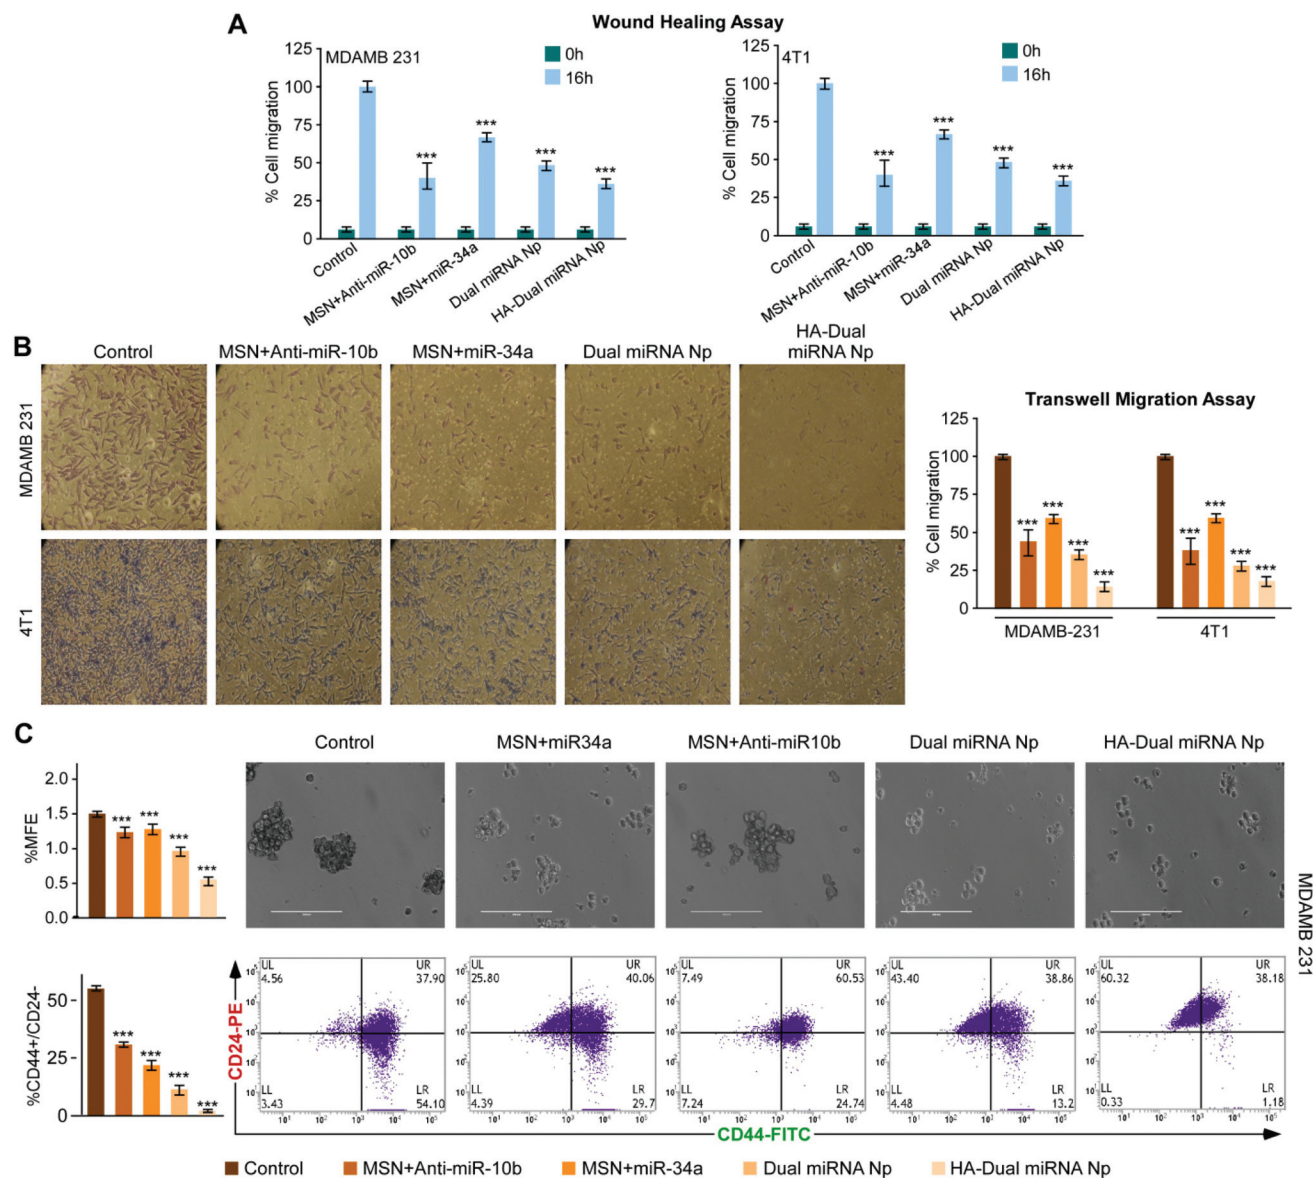 A
Wound Healing Assay
MDAMB 231
0h
16h
% Cell migration
125
100
75
50
25
0
***
***
***
***
Control
MSN+Anti-miR-10b
MSN+miR-34a
Dual miRNA Np
HA-Dual miRNA Np
4T1
0h
16h
% Cell migration
125
100
75
50
25
0
***
***
***
***
Control
MSN+Anti-miR-10b
MSN+miR-34a
Dual miRNA Np
HA-Dual miRNA Np
B
Control
MSN+Anti-miR-10b
MSN+miR-34a
Dual miRNA Np
HA-Dual
miRNA Np
MDAMB 231
4T1
Transwell Migration Assay
% Cell migration
125
100
75
50
25
0
***
***
***
***
***
***
***
***
MDAMB-231
4T1
C
Control
MSN+miR34a
MSN+Anti-miR10b
Dual miRNA Np
HA-Dual miRNA Np
%MFE
2.0
1.5
1.0
0.5
0.0
***
***
***
***
MDAMB 231
%CD44+/CD24-
50
25
0
***
***
***
***
CD24-PE
UL
4.56
UR
37.90
LL
3.43
LR
54.10
UL
25.80
UR
40.06
LL
4.39
LR
29.7
UL
7.49
UR
60.53
LL
7.24
LR
24.74
UL
43.40
UR
38.86
LL
4.48
LR
13.2
UL
60.32
UR
38.18
LL
0.33
LR
1.18
CD44-FITC
Control
MSN+Anti-miR-10b
MSN+miR-34a
Dual miRNA Np
HA-Dual miRNA Np